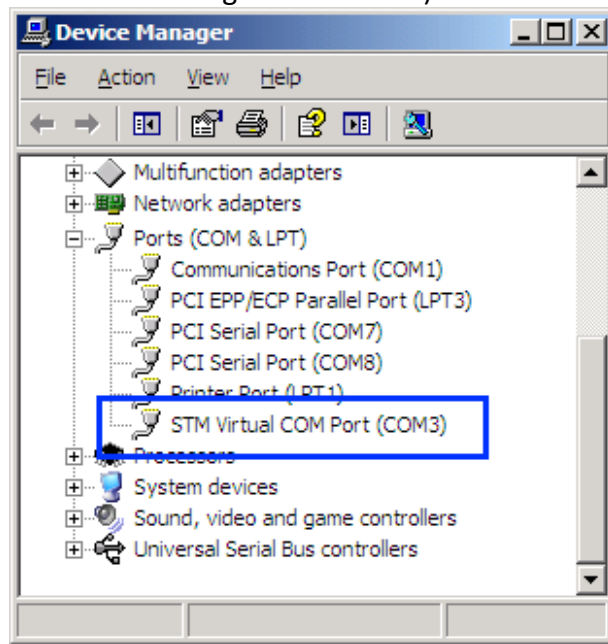 Device Manager
File Action View Help
Multifunction adapters
Network adapters
Ports (COM & LPT)
Communications Port (COM1)
PCI EPP/ECP Parallel Port (LPT3)
PCI Serial Port (COM7)
PCI Serial Port (COM8)
Printer Port (LPT1)
STM Virtual COM Port (COM3)
Processors
System devices
Sound, video and game controllers
Universal Serial Bus controllers